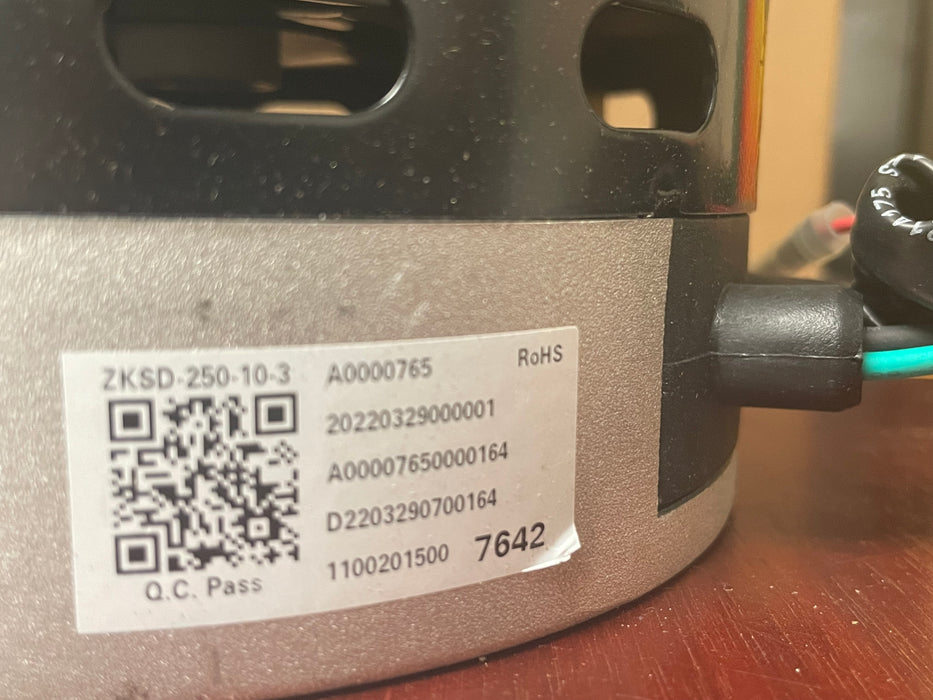 ZKSD-250-10-3
Q.C. Pass
A0000765
RoHS
20220329000001
A00007650000164
D2203290700164
1100201500
7642